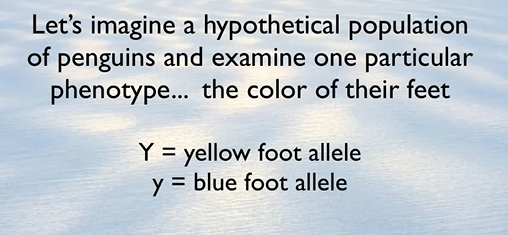 Let's imagine a hypothetical population
of penguins and examine one particular
phenotype... the color of their feet
Y = yellow foot allele
y = blue foot allele